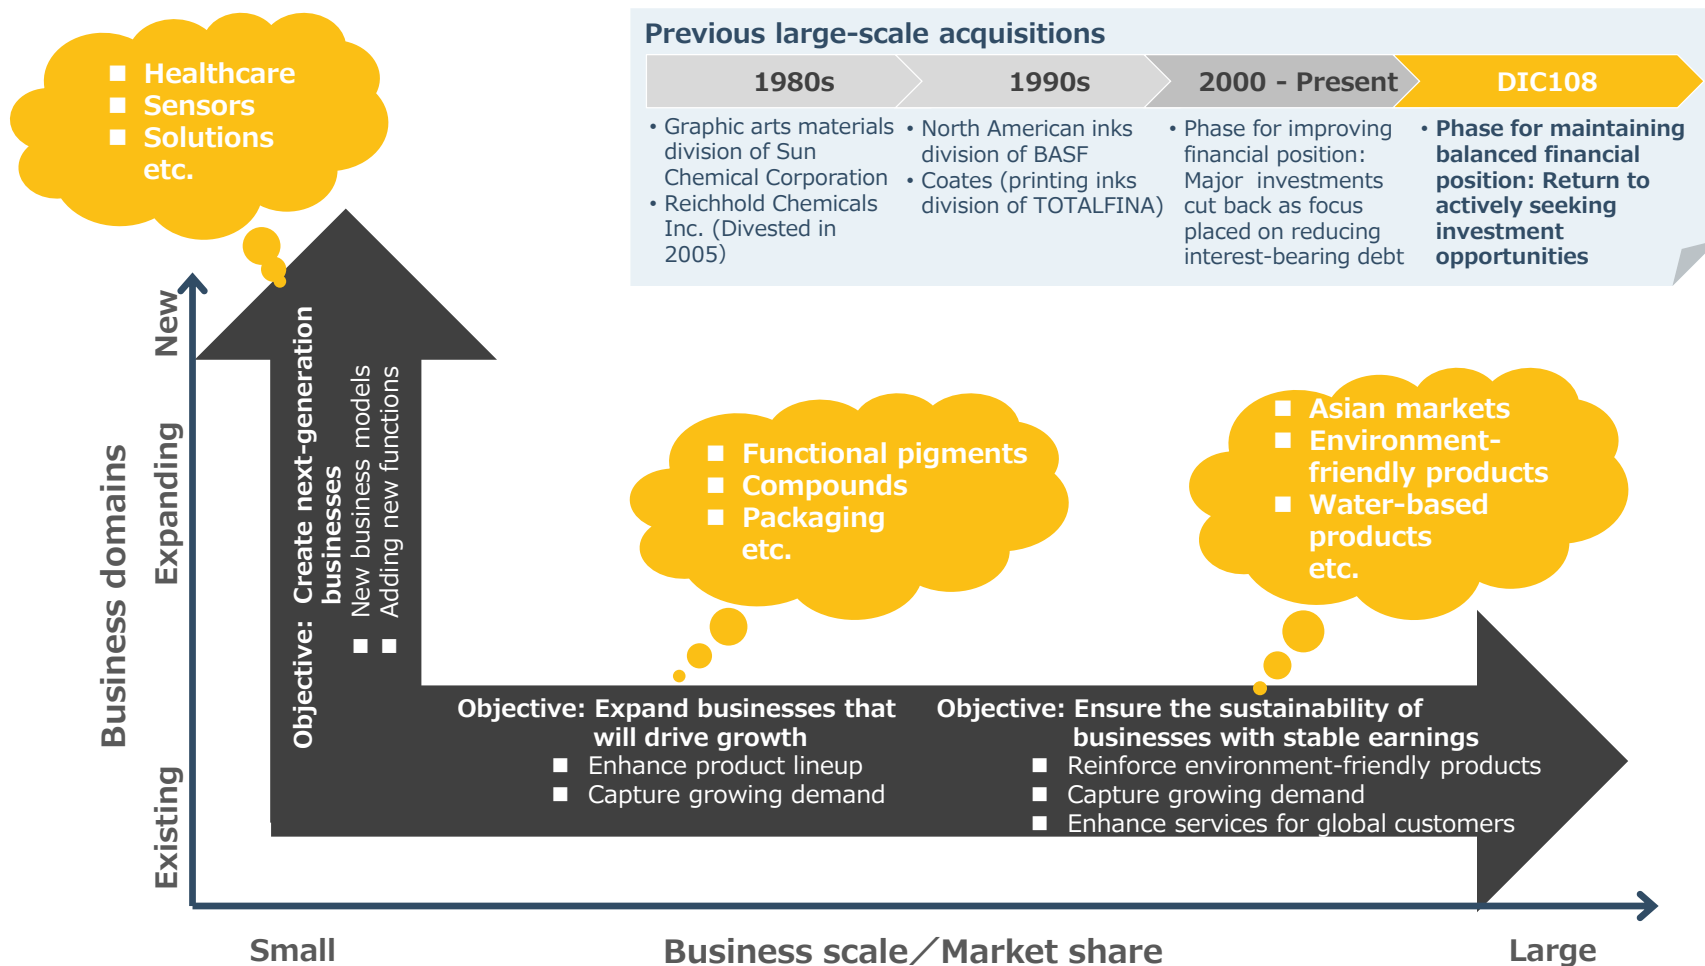 Healthcare
Sensors
Solutions
etc.
Previous large-scale acquisitions
1980s
1990s
2000 - Present
DIC108
• Graphic arts materials
division of Sun
Chemical Corporation
• Reichhold Chemicals
Inc. (Divested in
2005)
• North American inks
division of BASF
• Coates (printing inks
division of TOTALFINA)
• Phase for improving
financial position:
Major investments
cut back as focus
placed on reducing
interest-bearing debt
• Phase for maintaining
balanced financial
position: Return to
actively seeking
investment
opportunities
Business domains
New
Expanding
Existing
Objective: Create next-generation
businesses
New business models
Adding new functions
Functional pigments
Compounds
Packaging
etc.
Asian markets
Environment-
friendly products
Water-based
products
etc.
Objective: Expand businesses that
will drive growth
Enhance product lineup
Capture growing demand
Objective: Ensure the sustainability of
businesses with stable earnings
Reinforce environment-friendly products
Capture growing demand
Enhance services for global customers
Small
Business scale／Market share
Large